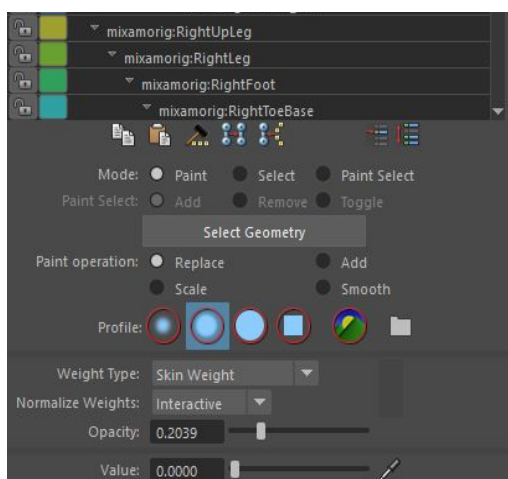 mixamorig:RightUpLeg
mixamorig:RightLeg
mixamorig:RightFoot
mixamorig:RightToeBase
Mode: Paint Select Paint Select
Paint Select: Add Remove Toggle
Select Geometry
Paint operation: Replace Add
Scale Smooth
Profile:
Weight Type: Skin Weight
Normalize Weights: Interactive
Opacity: 0.2039
Value: 0.0000